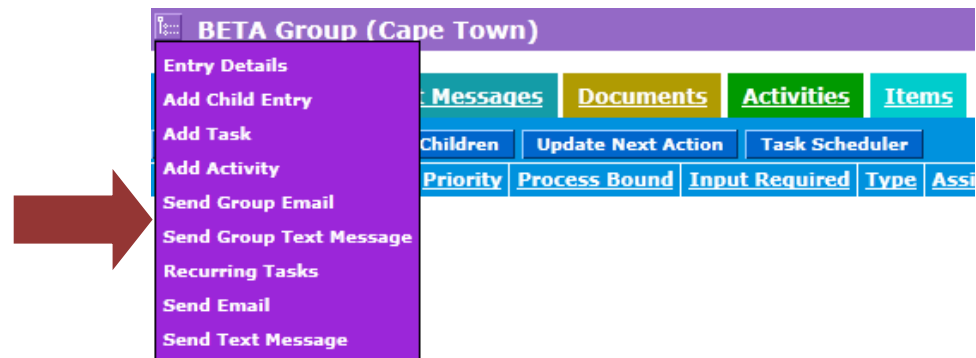 BETA Group (Cape Town)
Entry Details
Add Child Entry
Add Task
Add Activity
Send Group Email
Send Group Text Message
Recurring Tasks
Send Email
Send Text Message
Messages Documents Activities Items
Children Update Next Action Task Scheduler
Priority Process Bound Input Required Type